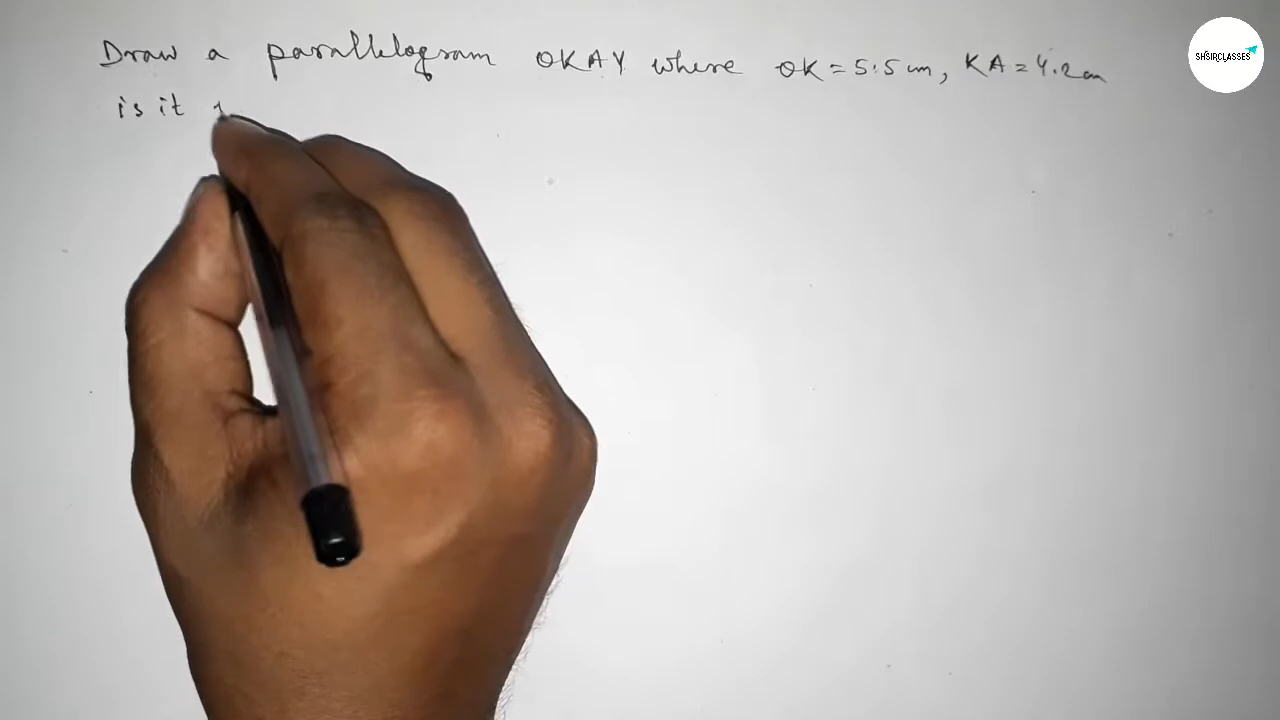 Draw a parallelogram OKAY where OK = 5.5 cm, KA = 4.2 cm
is it
SHSIRCLASSES